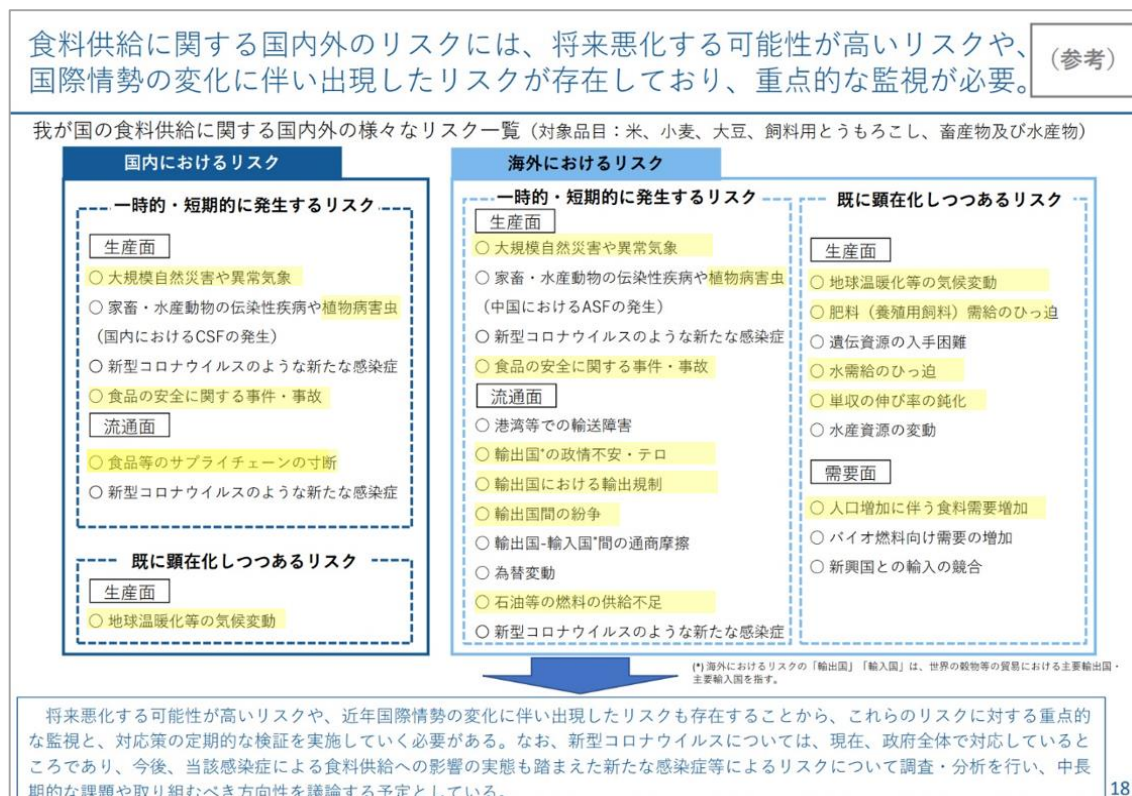 食料供給に関する国内外のリスクには、将来悪化する可能性が高いリスクや、
国際情勢の変化に伴い出現したリスクが存在しており、重点的な監視が必要。
（参考）
我が国の食料供給に関する国内外の様々なリスク一覧（対象品目：米、小麦、大豆、飼料用とうもろこし、畜産物及び水産物）
国内におけるリスク
一時的・短期的に発生するリスク
生産面
○ 大規模自然災害や異常気象
○ 家畜・水産動物の伝染性疾病や植物病害虫
（国内におけるCSFの発生）
○ 新型コロナウイルスのような新たな感染症
○ 食品の安全に関する事件・事故
流通面
○ 食品等のサプライチェーンの寸断
○ 新型コロナウイルスのような新たな感染症
既に顕在化しつつあるリスク
生産面
○ 地球温暖化等の気候変動
海外におけるリスク
一時的・短期的に発生するリスク
生産面
○ 大規模自然災害や異常気象
○ 家畜・水産動物の伝染性疾病や植物病害虫
（中国におけるASFの発生）
○ 新型コロナウイルスのような新たな感染症
○ 食品の安全に関する事件・事故
流通面
○ 港湾等での輸送障害
○ 輸出国*の政情不安・テロ
○ 輸出国における輸出規制
○ 輸出国間の紛争
○ 輸出国-輸入国*間の通商摩擦
○ 為替変動
○ 石油等の燃料の供給不足
○ 新型コロナウイルスのような新たな感染症
既に顕在化しつつあるリスク
生産面
○ 地球温暖化等の気候変動
○ 肥料（養殖用飼料）需給のひっ迫
○ 遺伝資源の入手困難
○ 水需給のひっ迫
○ 単収の伸び率の鈍化
○ 水産資源の変動
需要面
○ 人口増加に伴う食料需要増加
○ バイオ燃料向け需要の増加
○ 新興国との輸入の競合
(*) 海外におけるリスクの「輸出国」「輸入国」は、世界の穀物等の貿易における主要輸出国・
主要輸入国を指す。
将来悪化する可能性が高いリスクや、近年国際情勢の変化に伴い出現したリスクも存在することから、これらのリスクに対する重点的
な監視と、対応策の定期的な検証を実施していく必要がある。なお、新型コロナウイルスについては、現在、政府全体で対応していると
ころであり、今後、当該感染症による食料供給への影響の実態も踏まえた新たな感染症等によるリスクについて調査・分析を行い、中長
期的な課題や取り組むべき方向性を議論する予定としている。
18